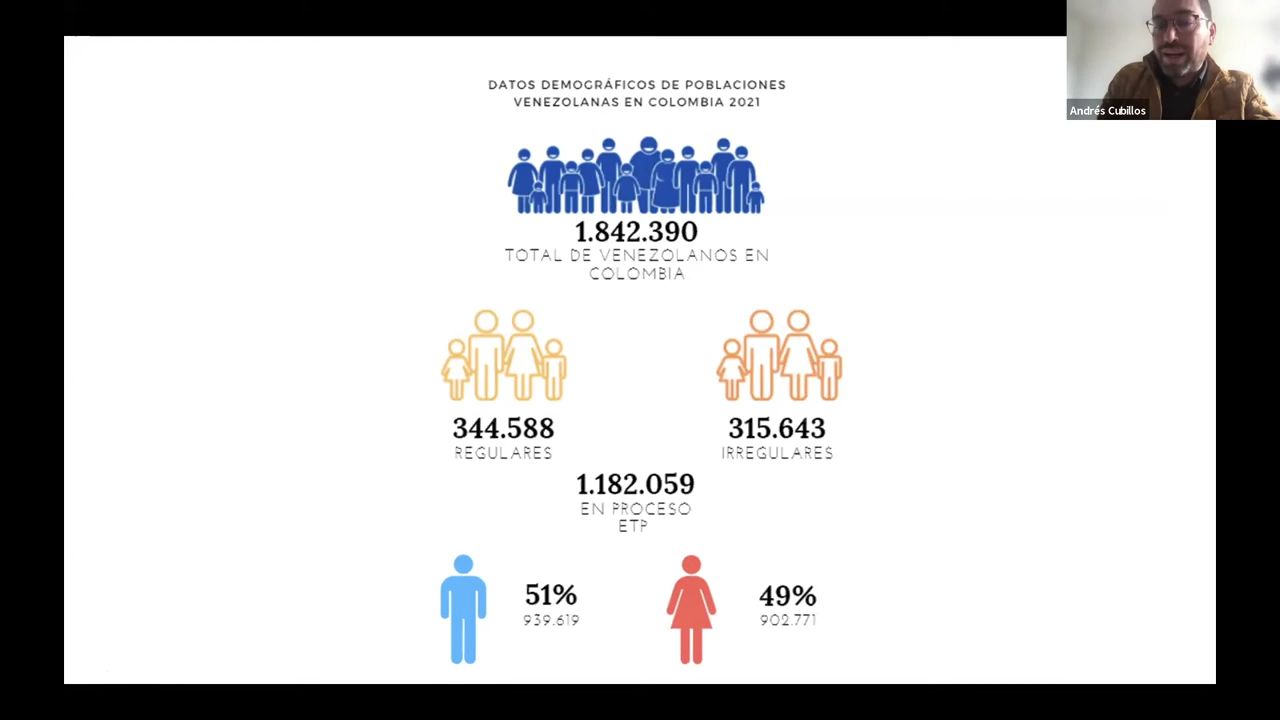 DATOS DEMOGRÁFICOS DE POBLACIONES
VENEZOLANAS EN COLOMBIA 2021
Andrés Cubillos
1.842.390
TOTAL DE VENEZOLANOS EN
COLOMBIA
344.588
REGULARES
315.643
IRREGULARES
1.182.059
EN PROCESO
ETP
51%
939.619
49%
902.771